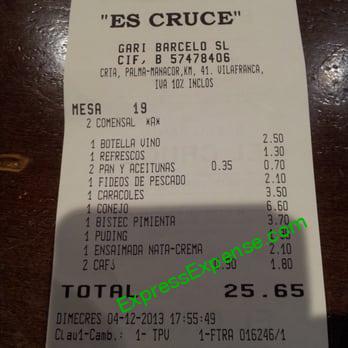 "ES CRUCE"
GARI BARCELO SL
CIF, B 57478406
CRTA, PALMA-MANACOR,KM, 41. VILAFRANCA,
IVA 10% INCLOS
MESA 19
2 COMENSAL *A*
1 BOTELLA VINO 2.50
1 REFRESCOS 1.30
2 PAN Y ACEITUNAS 0.35 0.70
1 FIDEOS DE PESCADO 2.10
1 CARACOLES 3.50
1 CONEJO 6.60
1 BISTEC PIMIENTA 3.70
1 PUDING
1 ENSAIMADA NATA-CREMA 2.10
2 CAFJ .90 1.80
TOTAL 25.65
DIMECRES 04-12-2013 17:55:49
Clau1-Camb.: 1- TPV 1-FTRA 016246/1
ExpressExpense.com